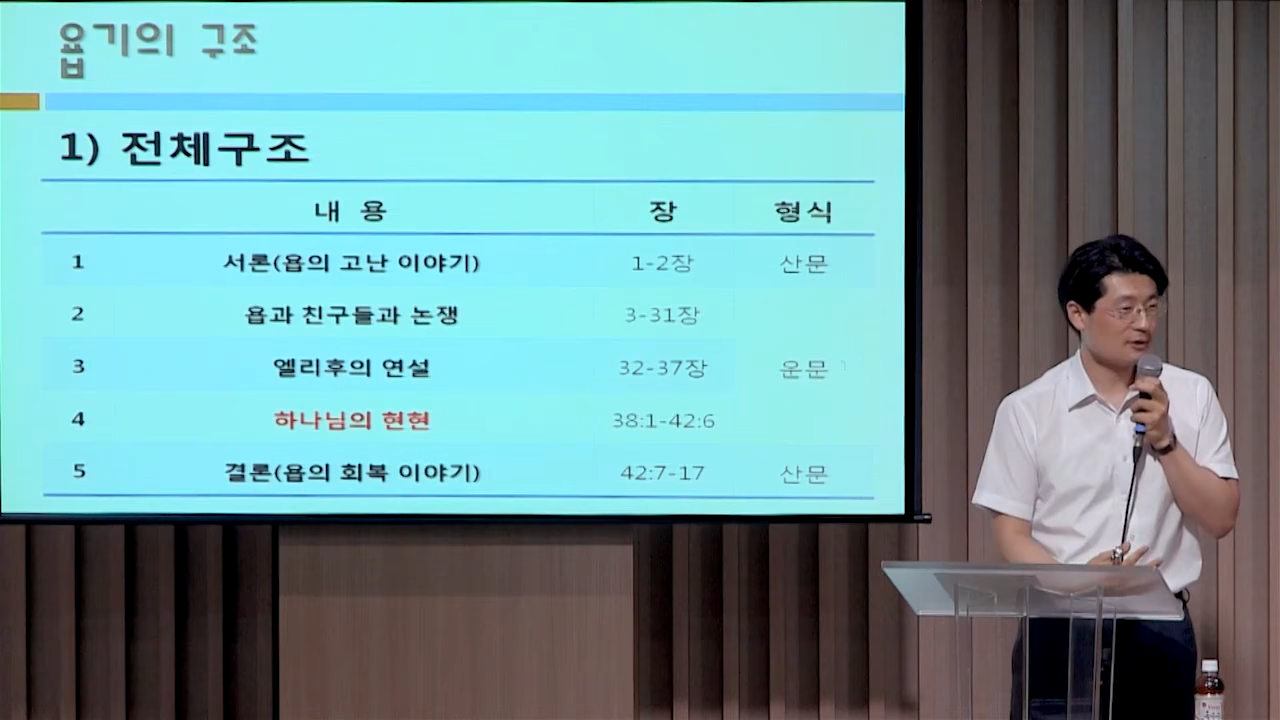 욥기의 구조
1) 전체구조
내 용 장 형식
1 서론(욥의 고난 이야기) 1-2장 산문
2 욥과 친구들과 논쟁 3-31장
3 엘리후의 연설 32-37장 운문
4 하나님의 현현 38:1-42:6
5 결론(욥의 회복 이야기) 42:7-17 산문